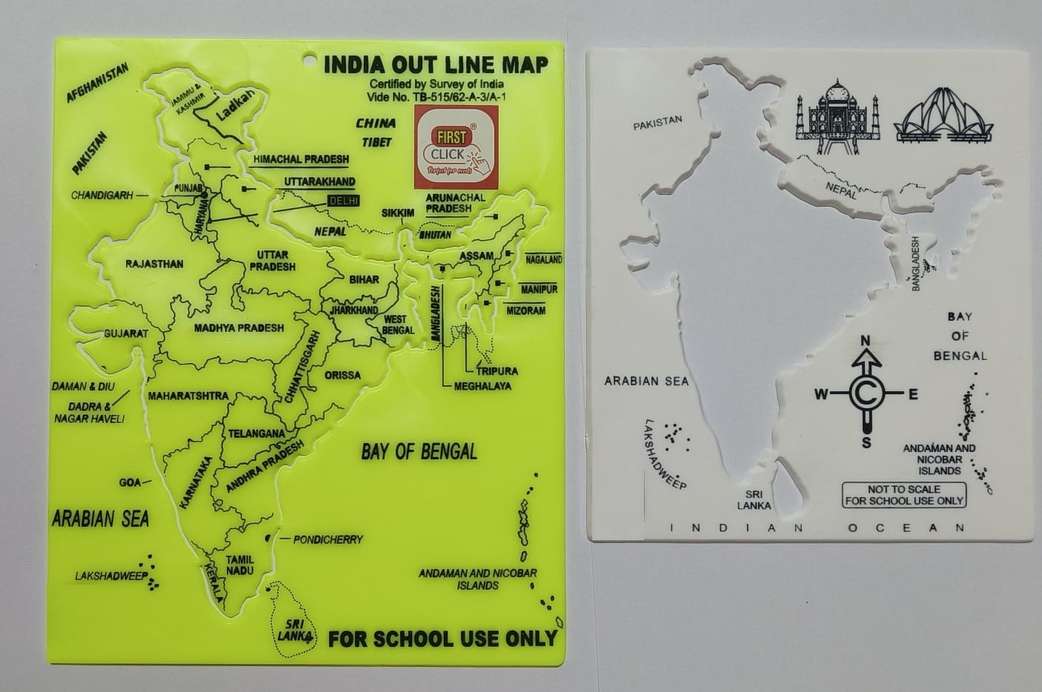 INDIA OUT LINE MAP
Certified by Survey of India
Vide No. TB-515/62-A-3/A-1
AFGHANISTAN
JAMMU &
KASHMIR
Ladkah
CHINA
TIBET
FIRST
CLICK
®
PAKISTAN
HIMACHAL PRADESH
CHANDIGARH
PUNJAB
UTTARAKHAND
HARYANA
DELHI
ARUNACHAL
PRADESH
SIKKIM
NEPAL
BHUTAN
RAJASTHAN
UTTAR
PRADESH
ASSAM
NAGALAND
BIHAR
MANIPUR
JHARKHAND
WEST
BENGAL
BANGLADESH
MIZORAM
GUJARAT
MADHYA PRADESH
CHHATTISGARH
ORISSA
TRIPURA
MEGHALAYA
DAMAN & DIU
DADRA &
NAGAR HAVELI
MAHARASHTRA
TELANGANA
ANDHRA PRADESH
BAY OF BENGAL
KARNATAKA
GOA
ARABIAN SEA
PONDICHERRY
LAKSHADWEEP
KERALA
TAMIL
NADU
ANDAMAN AND NICOBAR
ISLANDS
SRI
LANKA
FOR SCHOOL USE ONLY
PAKISTAN
NEPAL
BANGLADESH
BAY
OF
BENGAL
N
W
C
E
S
ARABIAN SEA
LAKSHADWEEP
ANDAMAN AND
NICOBAR
ISLANDS
SRI
LANKA
NOT TO SCALE
FOR SCHOOL USE ONLY
INDIAN OCEAN